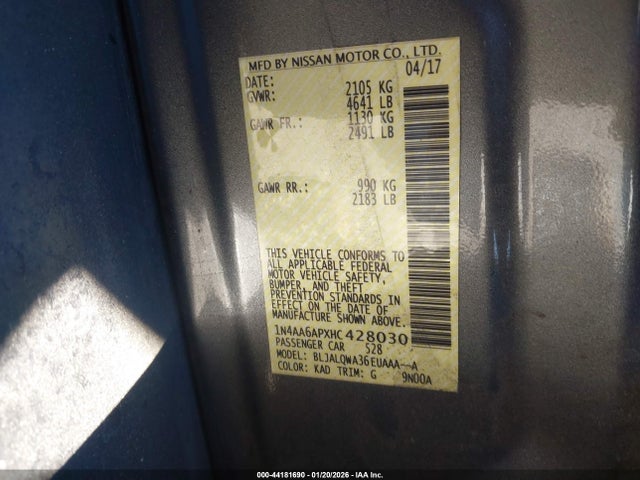 MFD BY NISSAN MOTOR CO., LTD.
DATE: 04/17
GVWR: 2105 KG
4641 LB
GAWR FR.: 1130 KG
2491 LB
GAWR RR.: 990 KG
2183 LB
THIS VEHICLE CONFORMS TO
ALL APPLICABLE FEDERAL
MOTOR VEHICLE SAFETY,
BUMPER, AND THEFT
PREVENTION STANDARDS IN
EFFECT ON THE DATE OF
MANUFACTURE SHOWN ABOVE.
1N4AA6APXHC428030
PASSENGER CAR 528
MODEL: BLJALQWA36EUAAA--A
COLOR: KAD TRIM: G 9N00A
000-44181690 - 01/20/2026 - IAA Inc.